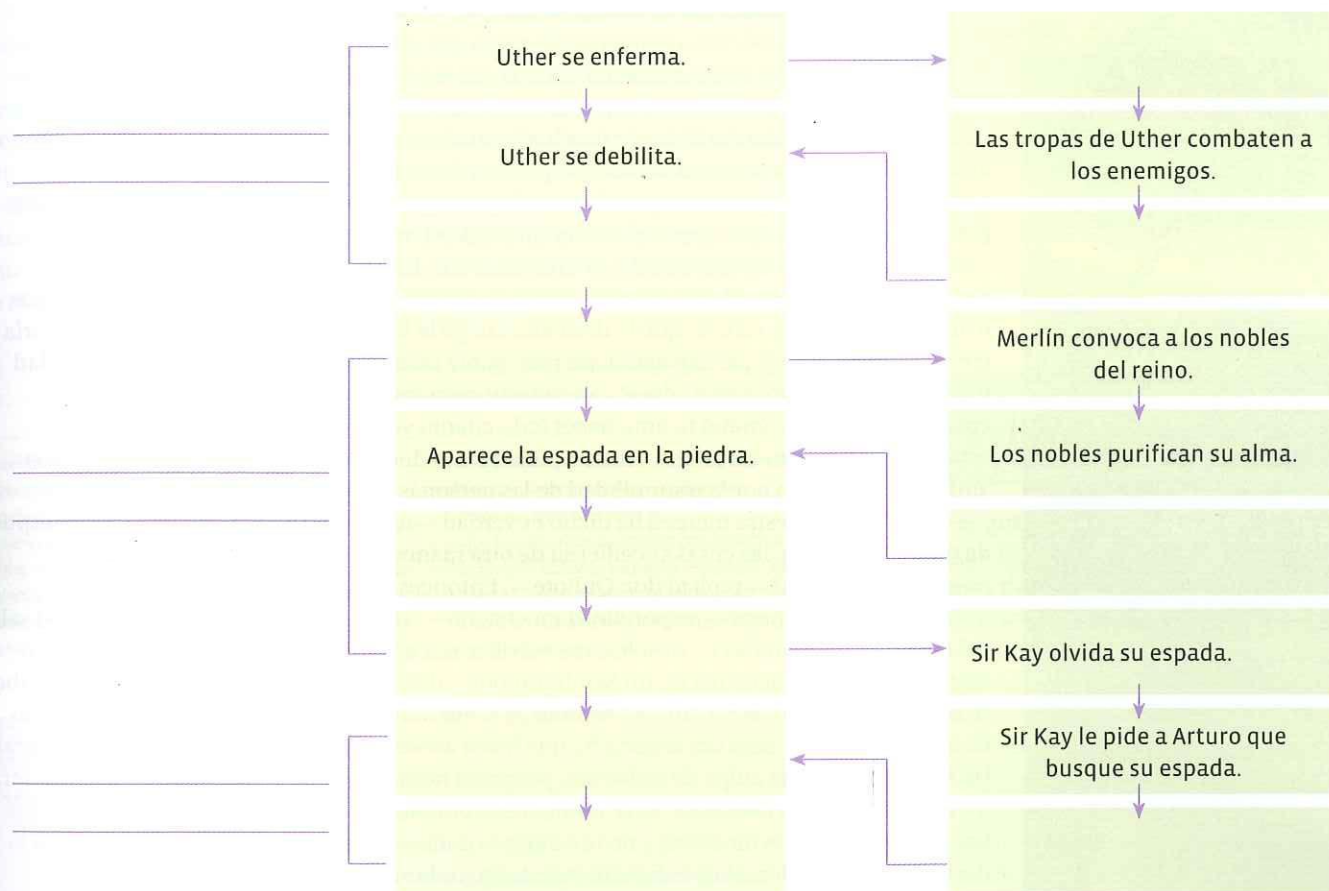 Uther se enferma.
Uther se debilita.
Las tropas de Uther combaten a
los enemigos.
Merlín convoca a los nobles
del reino.
Aparece la espada en la piedra.
Los nobles purifican su alma.
Sir Kay olvida su espada.
Sir Kay le pide a Arturo que
busque su espada.